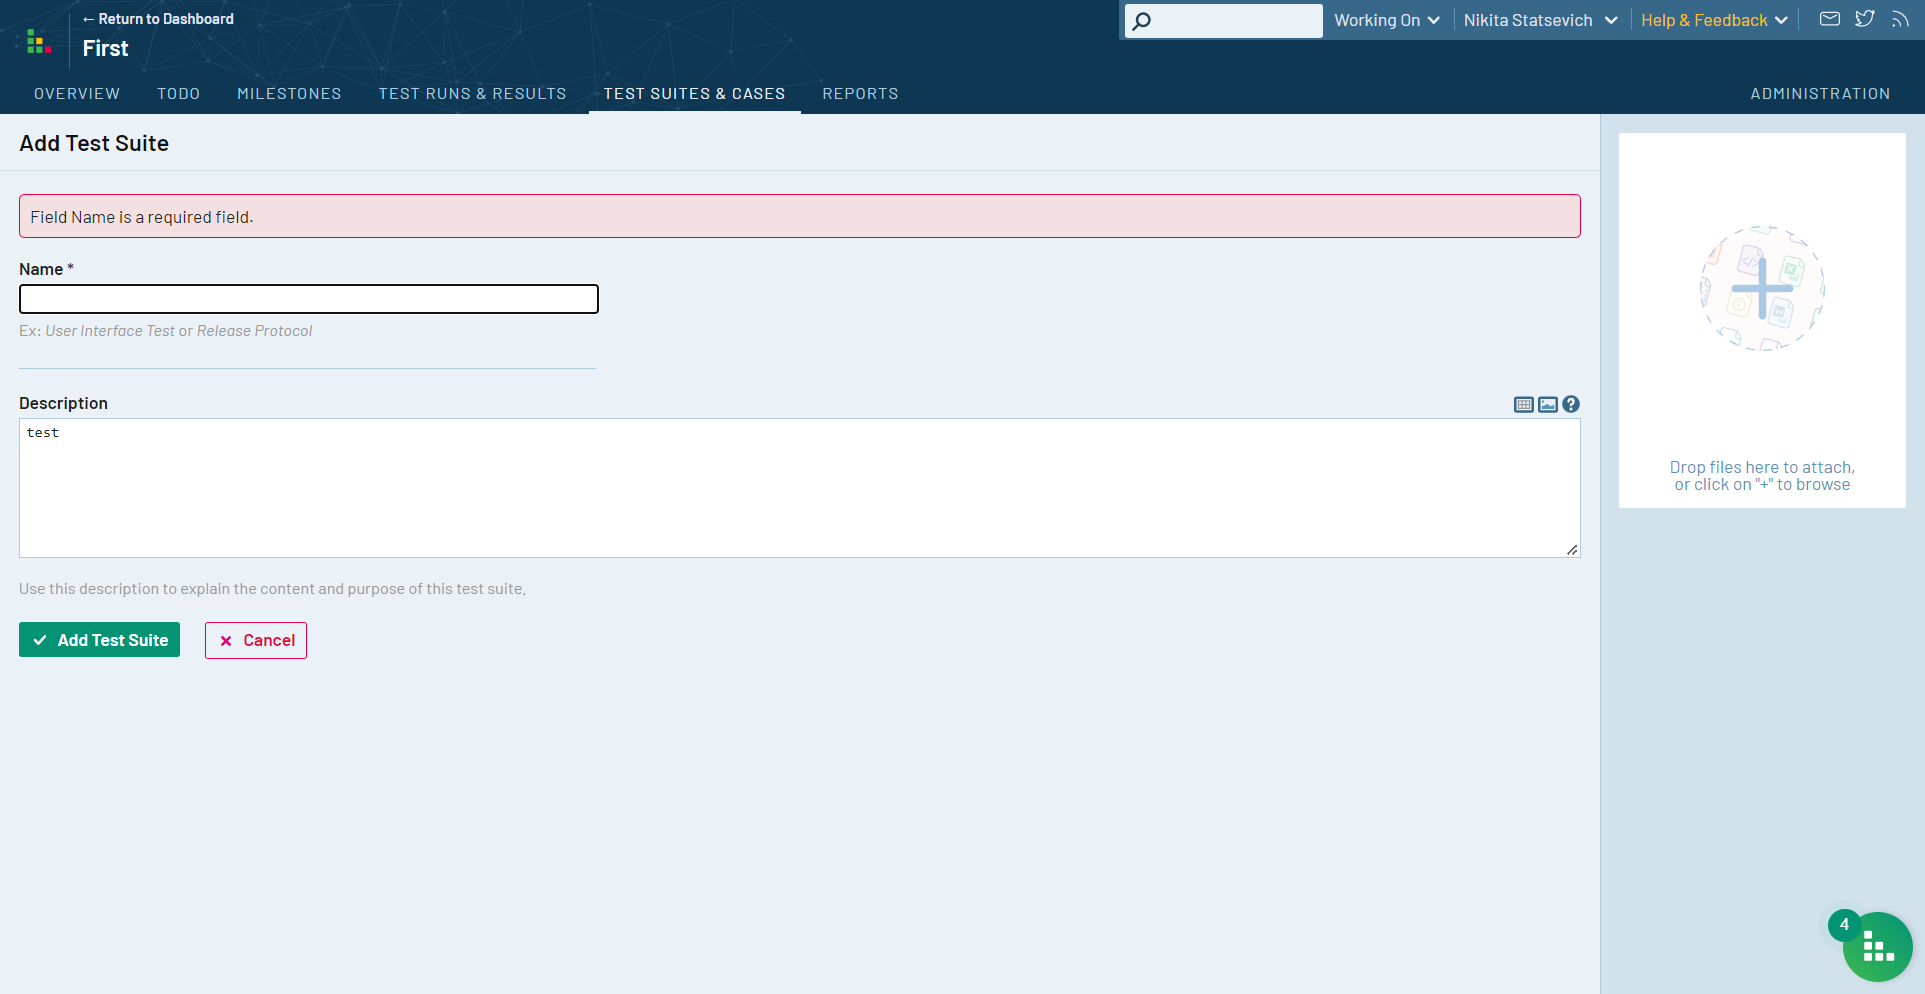 ← Return to Dashboard
First
Working On
Nikita Statsevich
Help & Feedback
OVERVIEW
TODO
MILESTONES
TEST RUNS & RESULTS
TEST SUITES & CASES
REPORTS
ADMINISTRATION
Add Test Suite
Field Name is a required field.
Name *
Ex: User Interface Test or Release Protocol
Description
test
Use this description to explain the content and purpose of this test suite.
Add Test Suite
Cancel
Drop files here to attach,
or click on "+" to browse
4